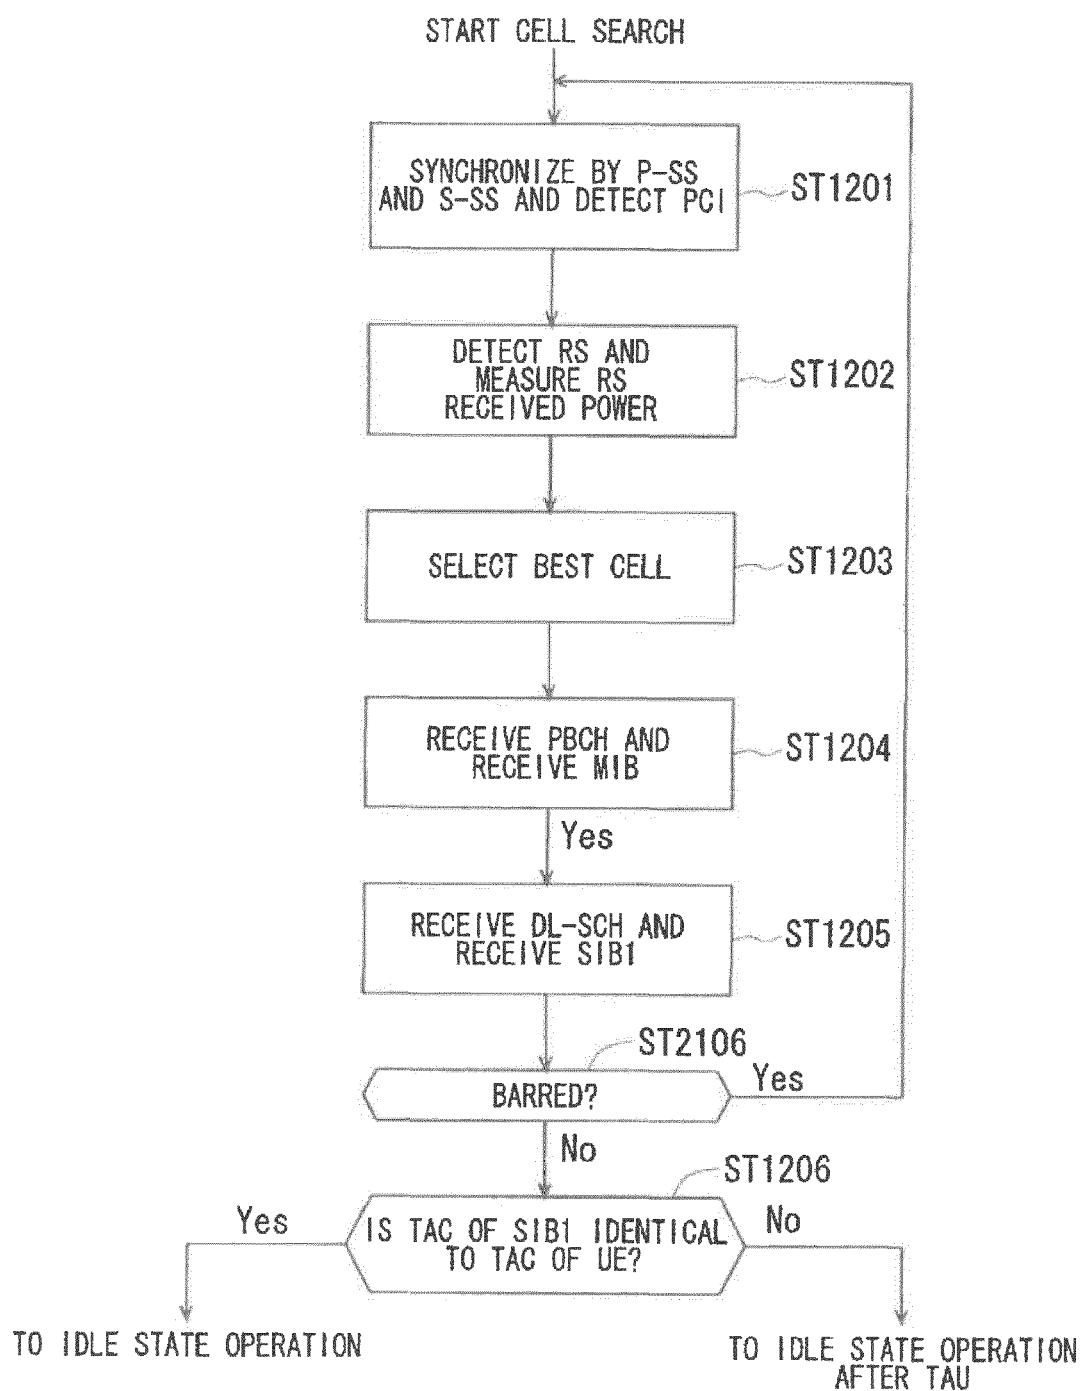 START CELL SEARCH
SYNCHRONIZE BY P-SS
AND S-SS AND DETECT PCI
ST1201
DETECT RS AND
MEASURE RS
RECEIVED POWER
ST1202
SELECT BEST CELL
ST1203
RECEIVE PBCH AND
RECEIVE MIB
ST1204
Yes
RECEIVE DL-SCH AND
RECEIVE SIB1
ST1205
ST2106
BARRED?
Yes
No
ST1206
IS TAC OF SIB1 IDENTICAL
TO TAC OF UE?
Yes
No
TO IDLE STATE OPERATION
TO IDLE STATE OPERATION
AFTER TAU